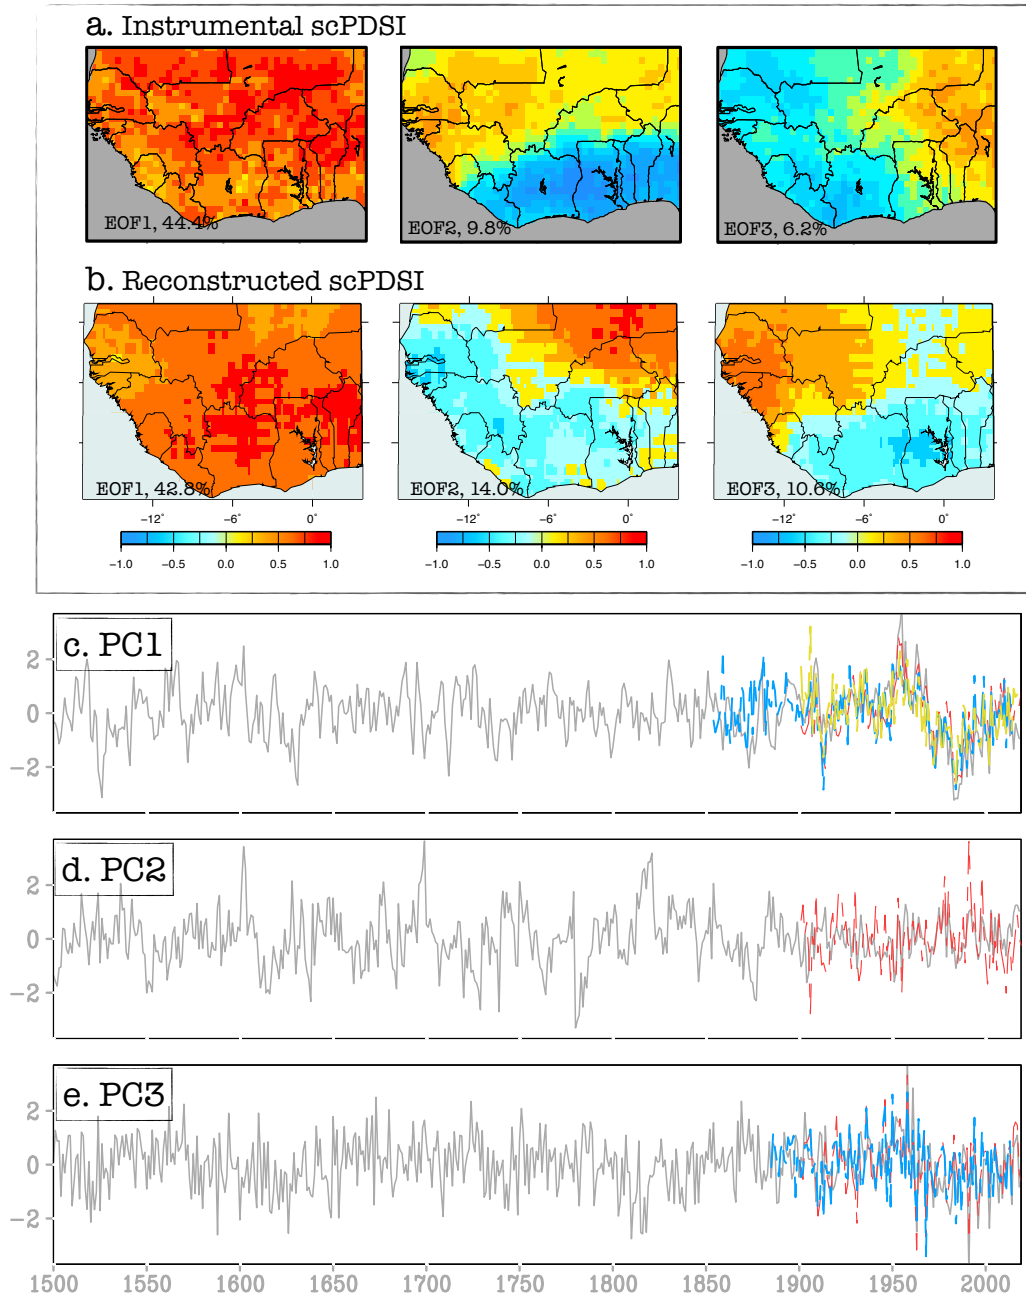 a. Instrumental scPDSI
EOF1, 44.4%
EOF2, 9.8%
EOF3, 6.2%
b. Reconstructed scPDSI
EOF1, 42.8%
EOF2, 14.0%
EOF3, 10.6%
−12° −6° 0° −12° −6° 0° −12° −6° 0°
−1.0 −0.5 0.0 0.5 1.0 −1.0 −0.5 0.0 0.5 1.0 −1.0 −0.5 0.0 0.5 1.0
c. PC1
2
0
−2
d. PC2
2
0
−2
e. PC3
2
0
−2
1500 1550 1600 1650 1700 1750 1800 1850 1900 1950 2000